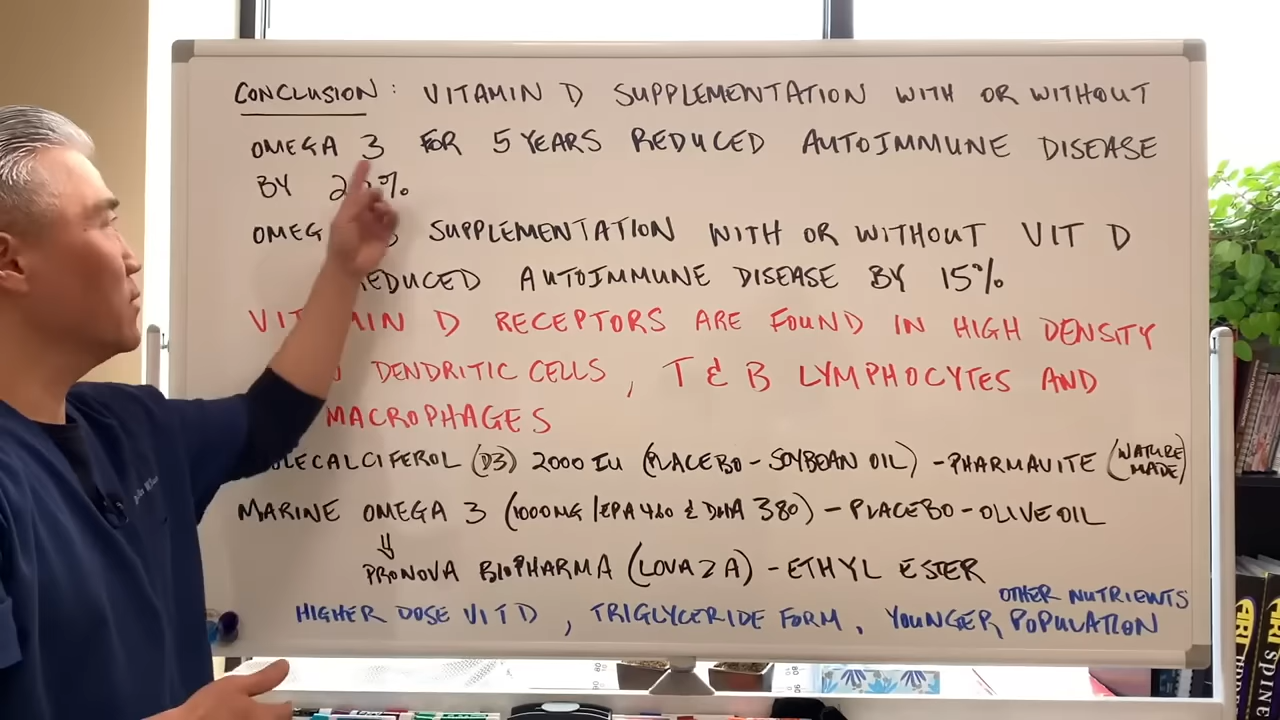 CONCLUSION: VITAMIN D SUPPLEMENTATION WITH OR WITHOUT
OMEGA 3 FOR 5 YEARS REDUCED AUTOIMMUNE DISEASE
BY
SUPPLEMENTATION WITH OR WITHOUT VIT D
REDUCED AUTOIMMUNE DISEASE BY 15%
VITAMIN D RECEPTORS ARE FOUND IN HIGH DENSITY
DENDRITIC CELLS, T & B LYMPHOCYTES AND
MACROPHAGES
(D3) 2000 IU (PLACEBO-SOYBEAN OIL) - PHARMAVITE (NATURE MADE)
MARINE OMEGA 3 (1000MG/EPA 460 & DHA 380) - PLACEBO - OLIVE OIL
⇓
PRONOVA BIOPHARMA (LOVAZA) - ETHYL ESTER
OTHER NUTRIENTS
HIGHER DOSE VIT D, TRIGLYCERIDE FORM, YOUNGER POPULATION
SPINE